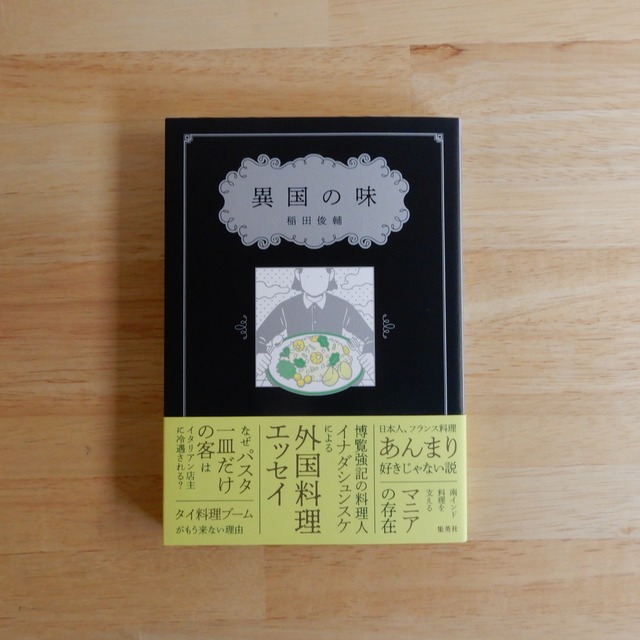 異国の味
稲田俊輔
日本人、フランス料理
あんまり
好きじゃない説
南インド
料理を
支える
マニア
の存在
集英社
博覧強記の料理人
イナダシュンスケ
による
外国料理
エッセイ
なぜ、パスタ
一皿だけ
の客は
イタリアン店主
に冷遇される?
タイ料理ブーム
がもう来ない理由